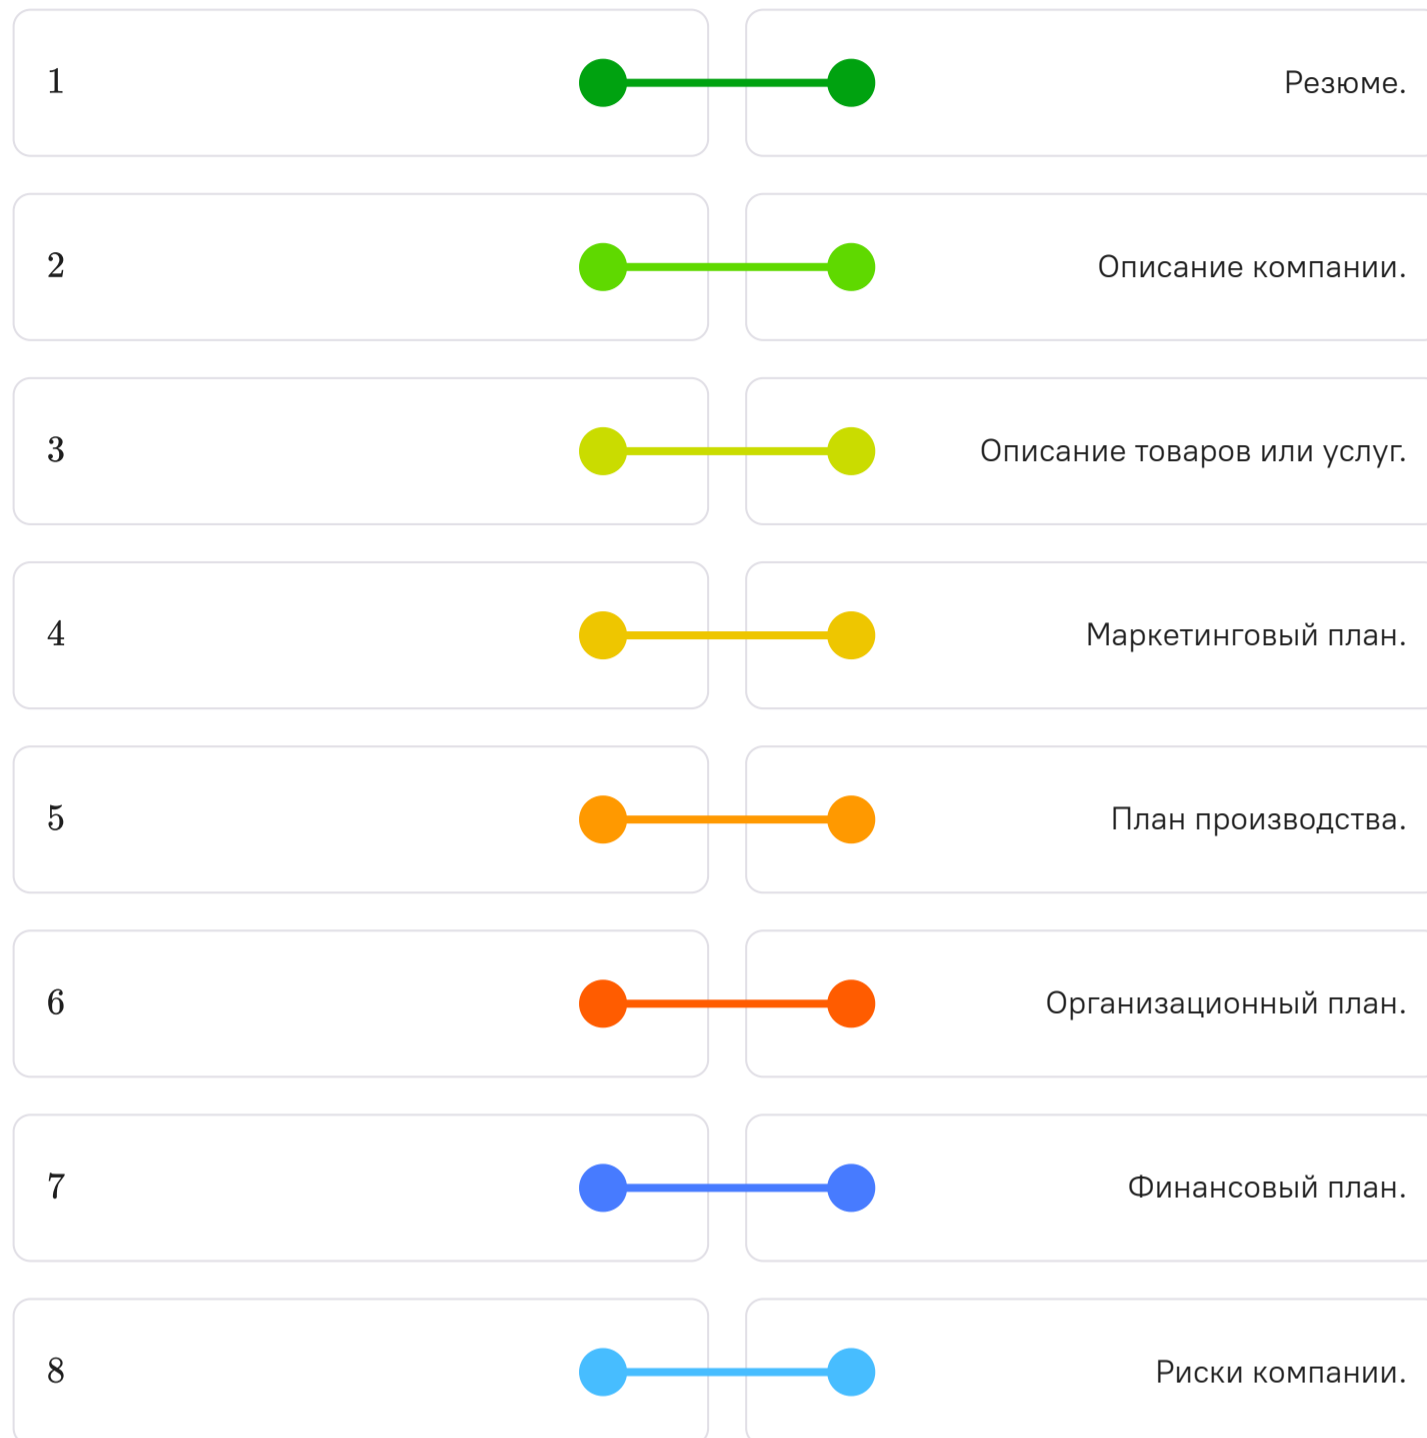 1
Резюме.
2
Описание компании.
3
Описание товаров или услуг.
4
Маркетинговый план.
5
План производства.
6
Организационный план.
7
Финансовый план.
8
Риски компании.